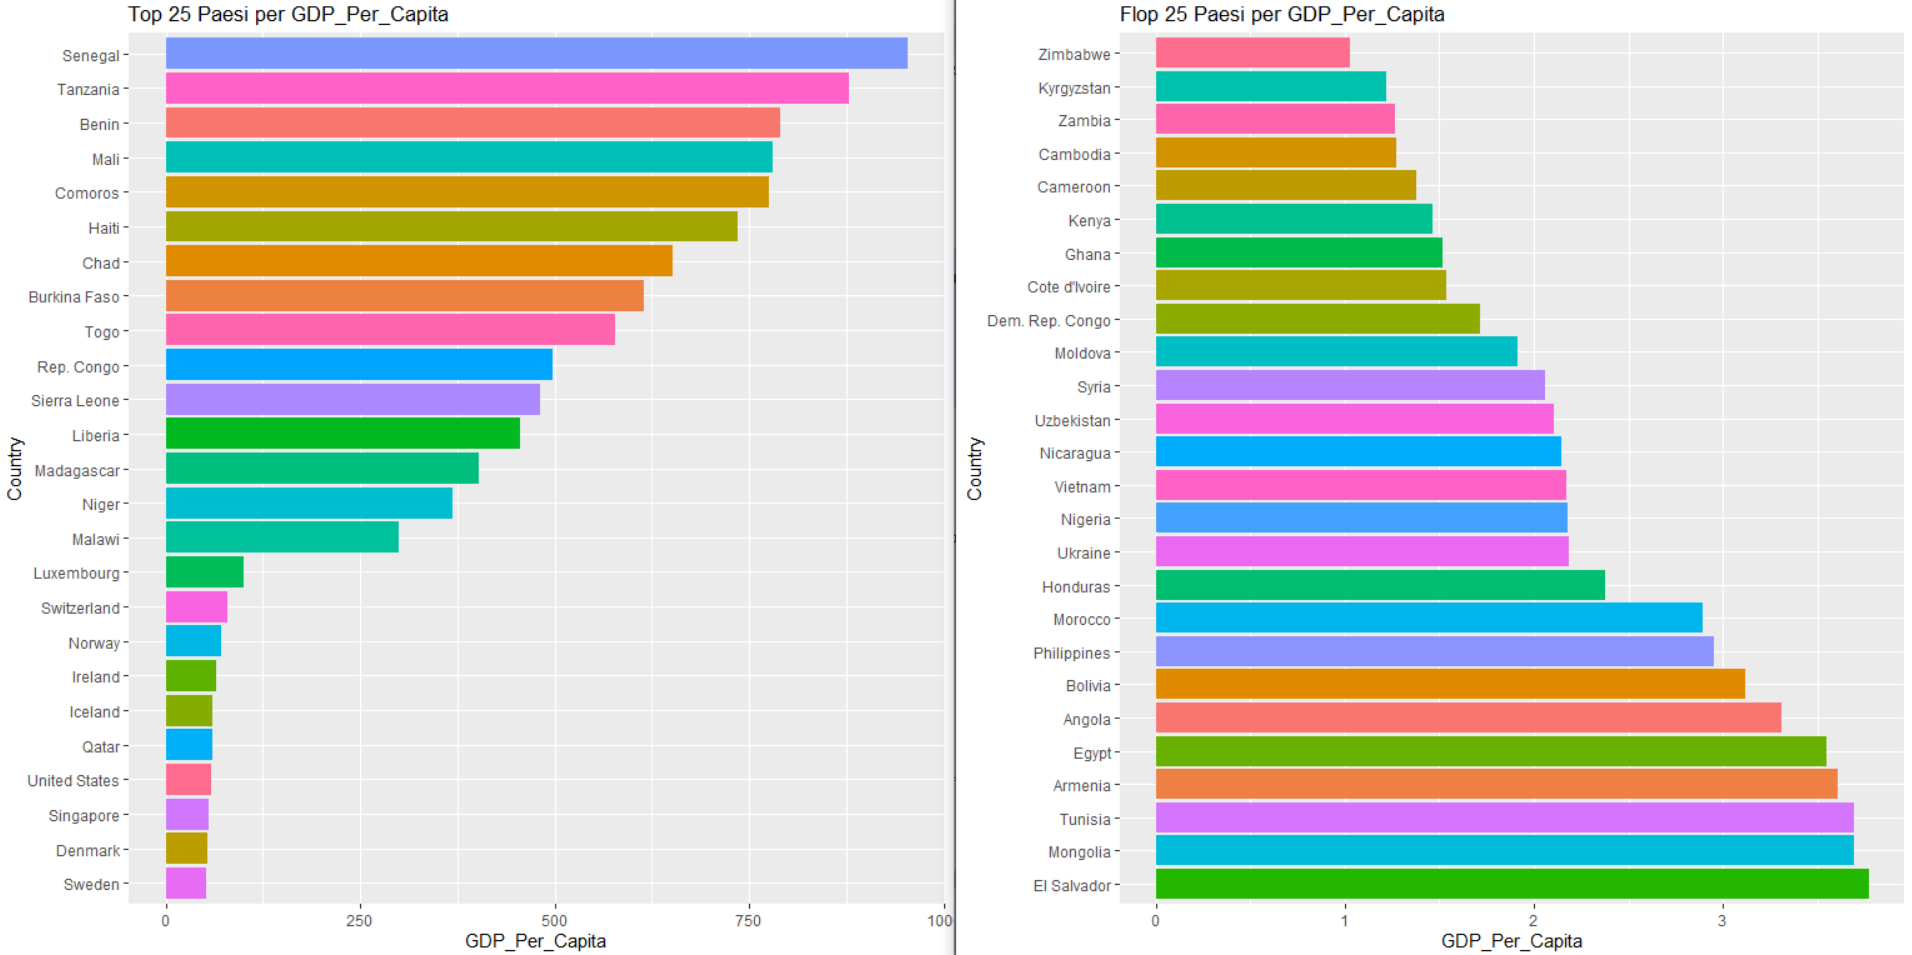 Top 25 Paesi per GDP_Per_Capita
Country
Senegal
Tanzania
Benin
Mali
Comoros
Haiti
Chad
Burkina Faso
Togo
Rep. Congo
Sierra Leone
Liberia
Madagascar
Niger
Malawi
Luxembourg
Switzerland
Norway
Ireland
Iceland
Qatar
United States
Singapore
Denmark
Sweden
0 250 500 750 100
GDP_Per_Capita
Flop 25 Paesi per GDP_Per_Capita
Country
Zimbabwe
Kyrgyzstan
Zambia
Cambodia
Cameroon
Kenya
Ghana
Cote d'Ivoire
Dem. Rep. Congo
Moldova
Syria
Uzbekistan
Nicaragua
Vietnam
Nigeria
Ukraine
Honduras
Morocco
Philippines
Bolivia
Angola
Egypt
Armenia
Tunisia
Mongolia
El Salvador
0 1 2 3
GDP_Per_Capita